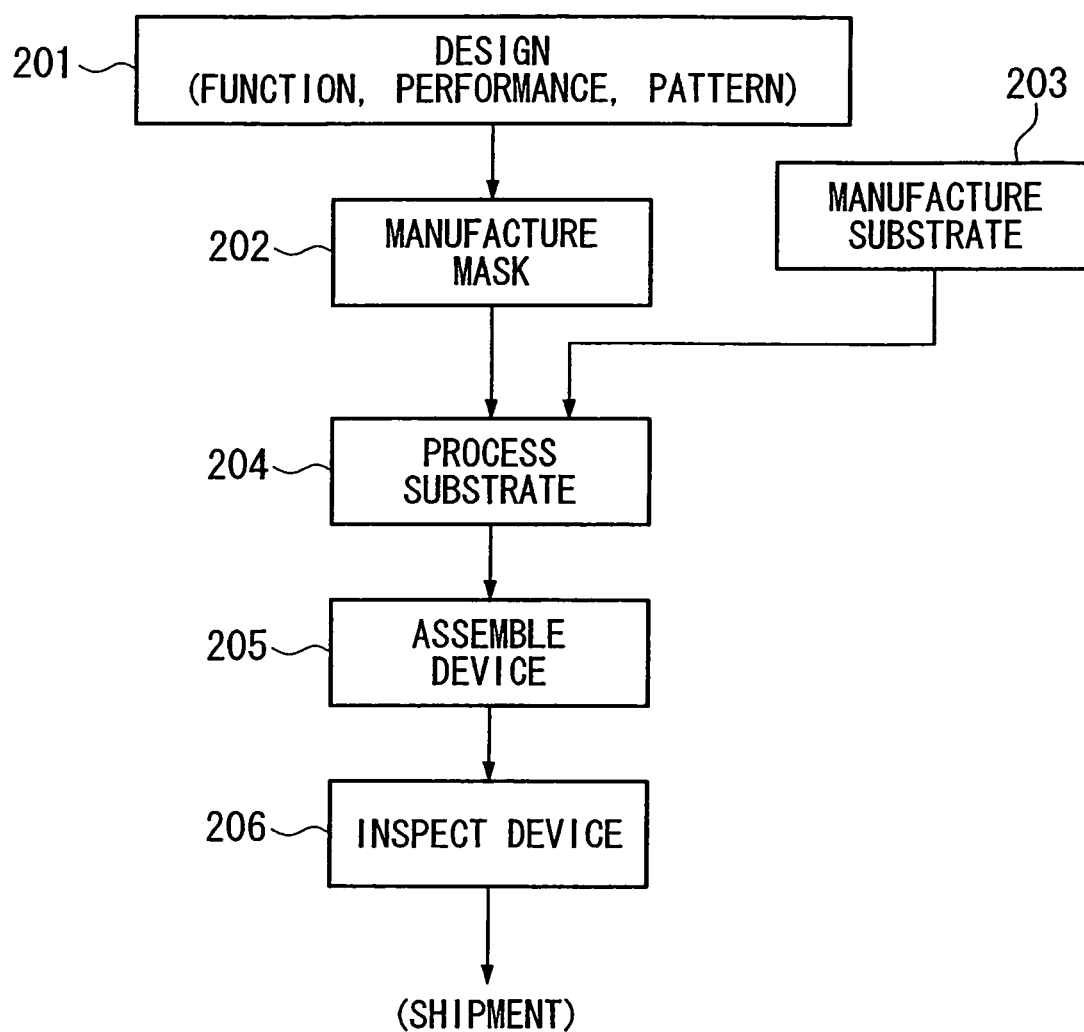 201
DESIGN
(FUNCTION, PERFORMANCE, PATTERN)
203
MANUFACTURE
SUBSTRATE
202
MANUFACTURE
MASK
204
PROCESS
SUBSTRATE
205
ASSEMBLE
DEVICE
206
INSPECT DEVICE
(SHIPMENT)